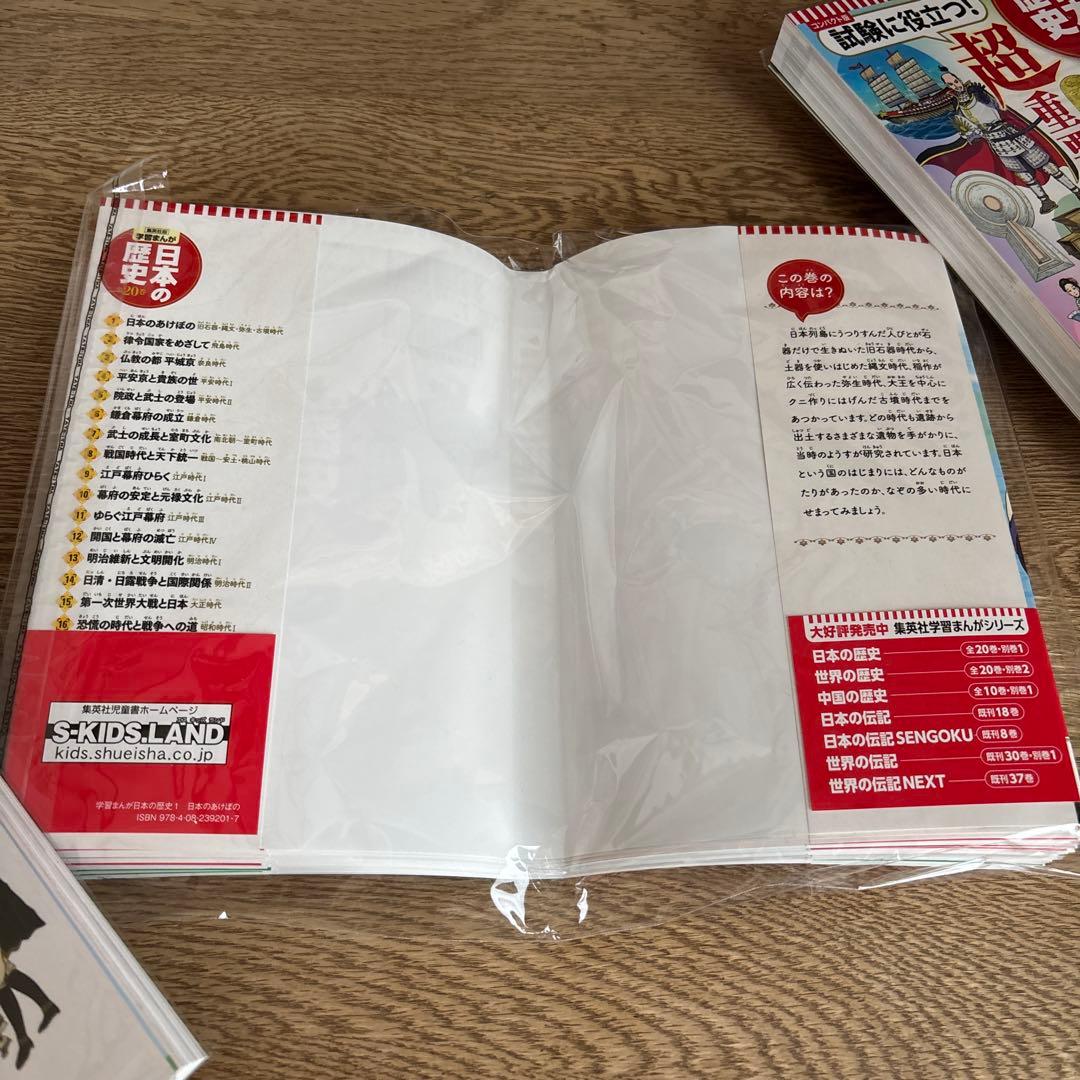 集英社版
学習まんが
日本の
歴史
全20巻
1 日本のあけぼの 旧石器・縄文・弥生・古墳時代
2 律令国家をめざして 飛鳥時代
3 仏教の都 平城京 奈良時代
4 平安京と貴族の世 平安時代Ⅰ
5 院政と武士の登場 平安時代Ⅱ
6 鎌倉幕府の成立 鎌倉時代
7 武士の成長と室町文化 南北朝〜室町時代
8 戦国時代と天下統一 戦国〜安土・桃山時代
9 江戸幕府ひらく 江戸時代Ⅰ
10 幕府の安定と元禄文化 江戸時代Ⅱ
11 ゆらぐ江戸幕府 江戸時代Ⅲ
12 開国と幕府の滅亡 江戸時代Ⅳ
13 明治維新と文明開化 明治時代Ⅰ
14 日清・日露戦争と国際関係 明治時代Ⅱ
15 第一次世界大戦と日本 大正時代
16 恐慌の時代と戦争への道 昭和時代Ⅰ
集英社児童書ホームページ
エス キッズ ランド
S-KIDS.LAND
kids.shueisha.co.jp
学習まんが日本の歴史1 日本のあけぼの
ISBN 978-4-08-239201-7
この巻の
内容は?
日本列島にうつりすんだ人びとが石
器だけで生きぬいた旧石器時代から、
土器を使いはじめた縄文時代、稲作が
広く伝わった弥生時代、大王を中心に
クニ作りにはげんだ古墳時代までを
あつかっています。どの時代も遺跡から
出土するさまざまな遺物を手がかりに、
当時のようすが研究されています。日本
という国のはじまりには、どんなものが
たりがあったのか、なぞの多い時代に
せまってみましょう。
大好評発売中 集英社学習まんがシリーズ
日本の歴史 全20巻・別巻1
世界の歴史 全20巻・別巻2
中国の歴史 全10巻・別巻1
日本の伝記 既刊18巻
日本の伝記 SENGOKU 既刊8巻
世界の伝記 既刊30巻・別巻1
世界の伝記 NEXT 既刊37巻
コンパクト版
試験に役立つ!
超
歴史